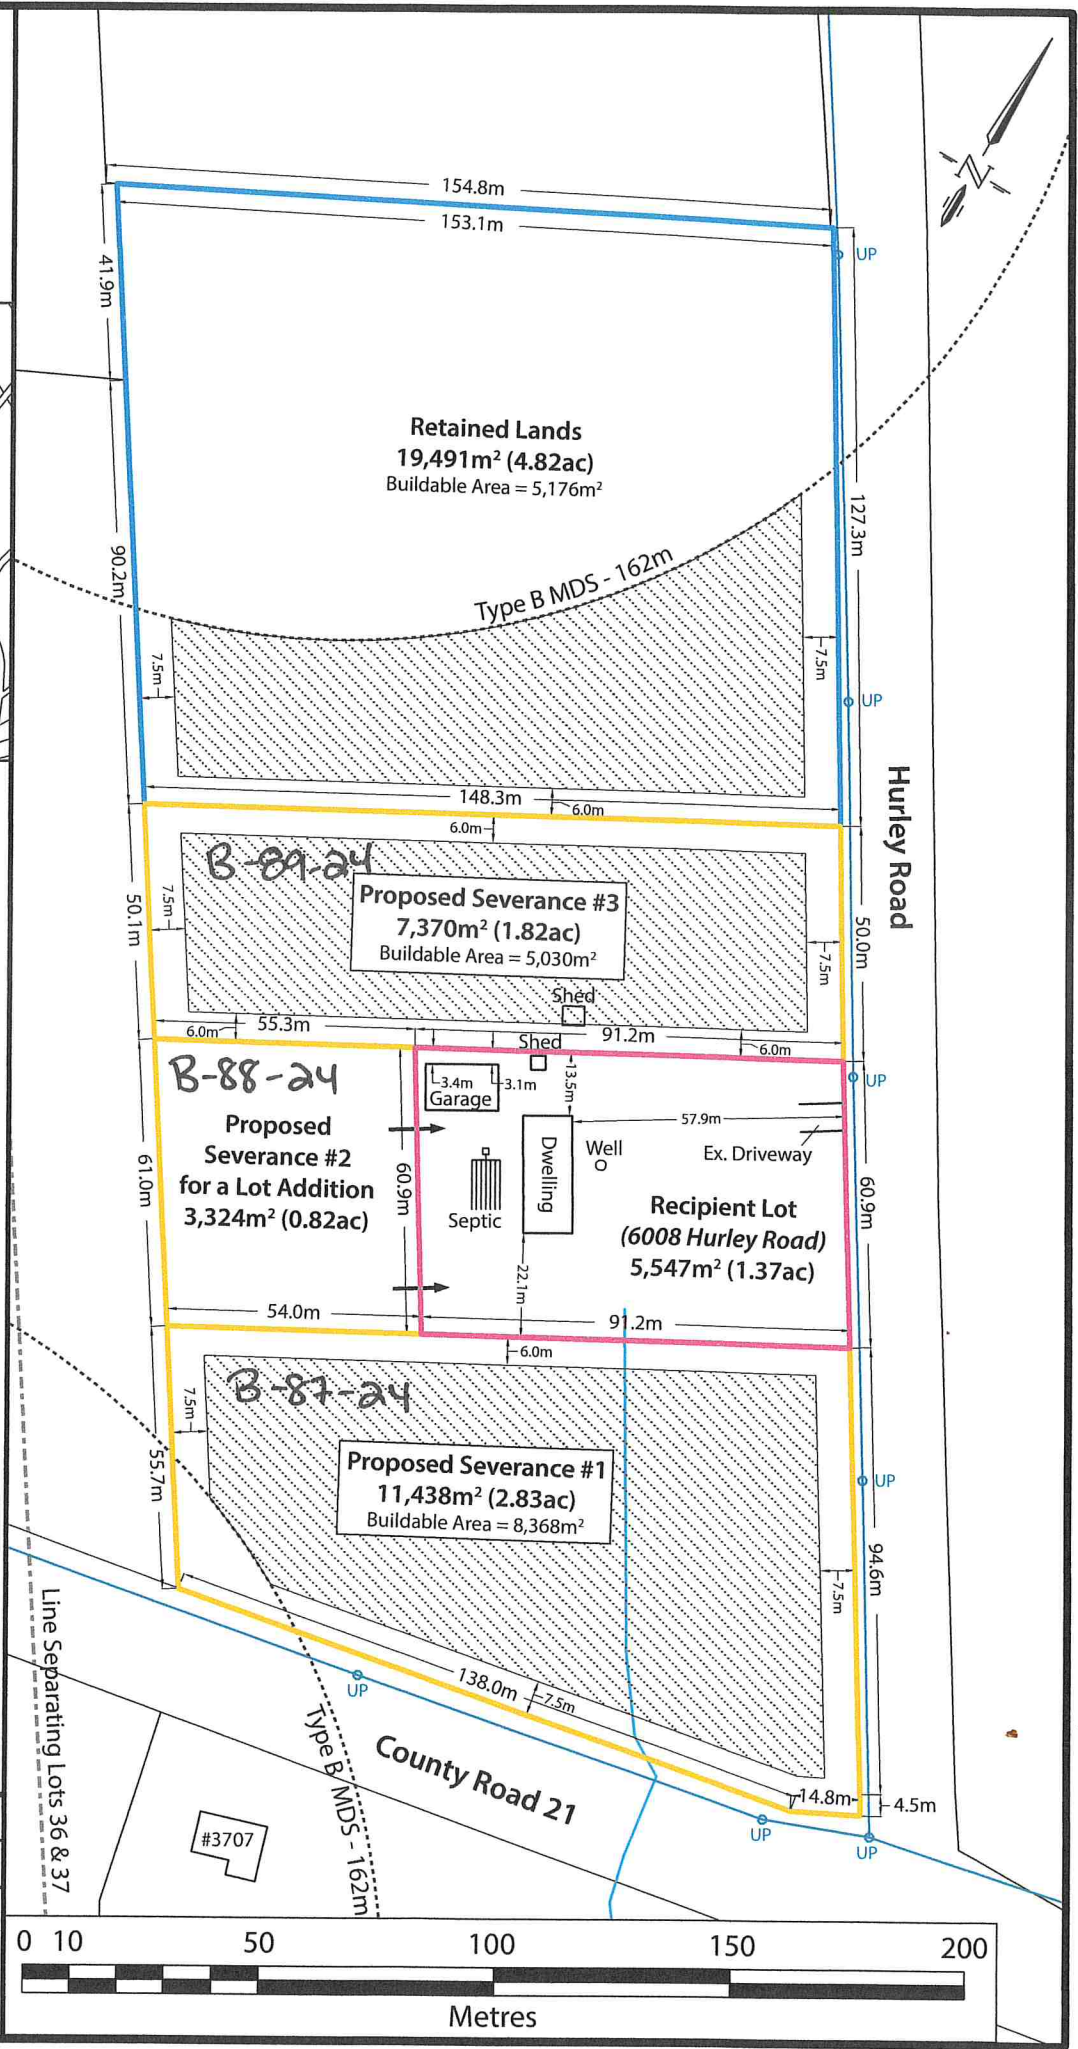 N
154.8m
153.1m
UP
41.9m
Retained Lands
19,491m² (4.82ac)
Buildable Area = 5,176m²
127.3m
90.2m
Type B MDS - 162m
7.5m
7.5m
UP
Hurley Road
148.3m
6.0m
6.0m
B-89-24
Proposed Severance #3
7,370m² (1.82ac)
Buildable Area = 5,030m²
50.1m
7.5m
7.5m
50.0m
Shed
6.0m
55.3m
Shed
91.2m
6.0m
B-88-24
3.4m
3.1m
Garage
13.5m
UP
57.9m
Proposed
Severance #2
for a Lot Addition
3,324m² (0.82ac)
Dwelling
Well
Ex. Driveway
61.0m
60.9m
Septic
Recipient Lot
(6008 Hurley Road)
5,547m² (1.37ac)
60.9m
22.1m
54.0m
91.2m
6.0m
B-87-24
7.5m
Proposed Severance #1
11,438m² (2.83ac)
Buildable Area = 8,368m²
55.7m
UP
94.6m
7.5m
Line Separating Lots 36 & 37
138.0m
7.5m
UP
Type B MDS - 162m
County Road 21
14.8m
4.5m
UP
UP
#3707
0 10 50 100 150 200
Metres